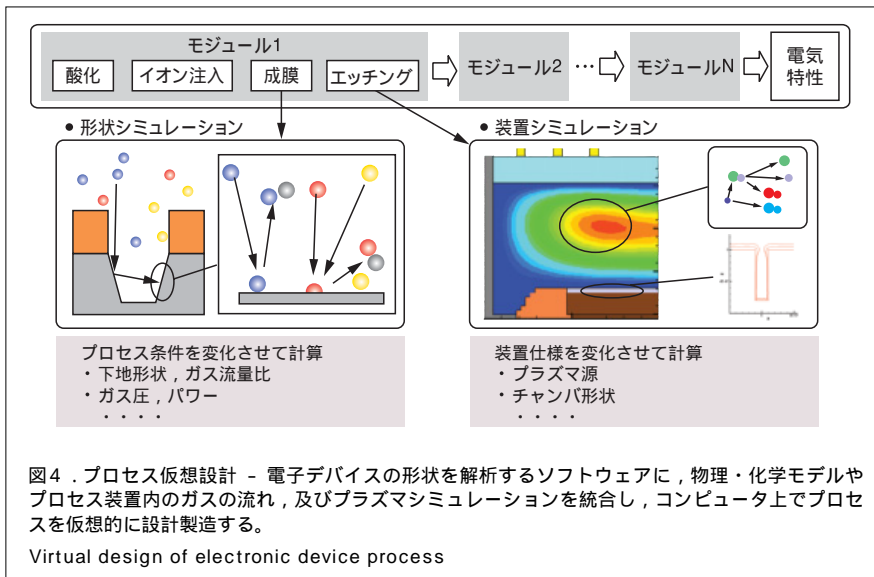 モジュール1
酸化
イオン注入
成膜
エッチング
モジュール2
…
モジュールN
電気
特性
● 形状シミュレーション
● 装置シミュレーション
プロセス条件を変化させて計算
・ 下地形状，ガス流量比
・ ガス圧，パワー
・・・・
装置仕様を変化させて計算
・ プラズマ源
・ チャンバ形状
・・・・
図4．プロセス仮想設計 － 電子デバイスの形状を解析するソフトウェアに，物理・化学モデルや
プロセス装置内のガスの流れ，及びプラズマシミュレーションを統合し，コンピュータ上でプロセ
スを仮想的に設計製造する。
Virtual design of electronic device process